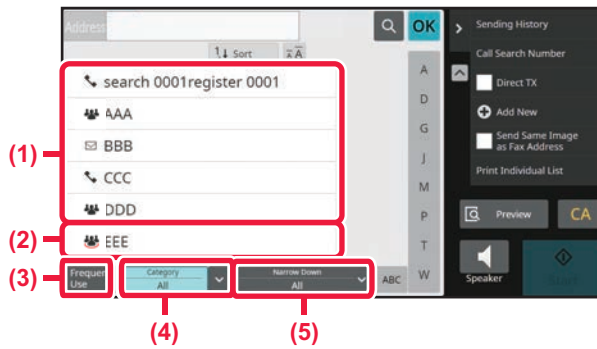 Address
OK
Sending History
Sort
Call Search Number
search 0001register 0001
A
Direct TX
AAA
D
Add New
BBB
G
Send Same Image
as Fax Address
(1)
J
CCC
Print Individual List
M
DDD
P
Preview
CA
(2)
EEE
T
(3)
Frequen
Use
Category
All
Narrow Down
All
ABC
W
Speaker
Start
(4)
(5)